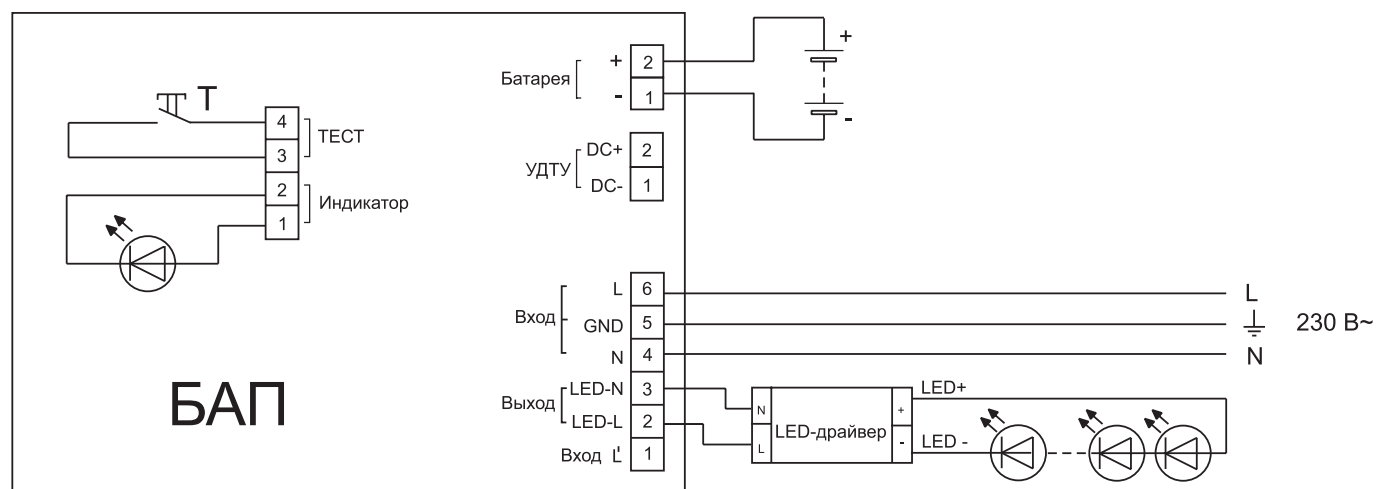 T
4
3
ТЕСТ
2
1
Индикатор
БАП
Батарея
+ 2
- 1
+
-
УДТУ
DC+ 2
DC- 1
Вход
L 6
GND 5
N 4
Выход
LED-N 3
LED-L 2
Вход L' 1
L
N
230 В~
N
L
LED-драйвер
+
-
LED+
LED -